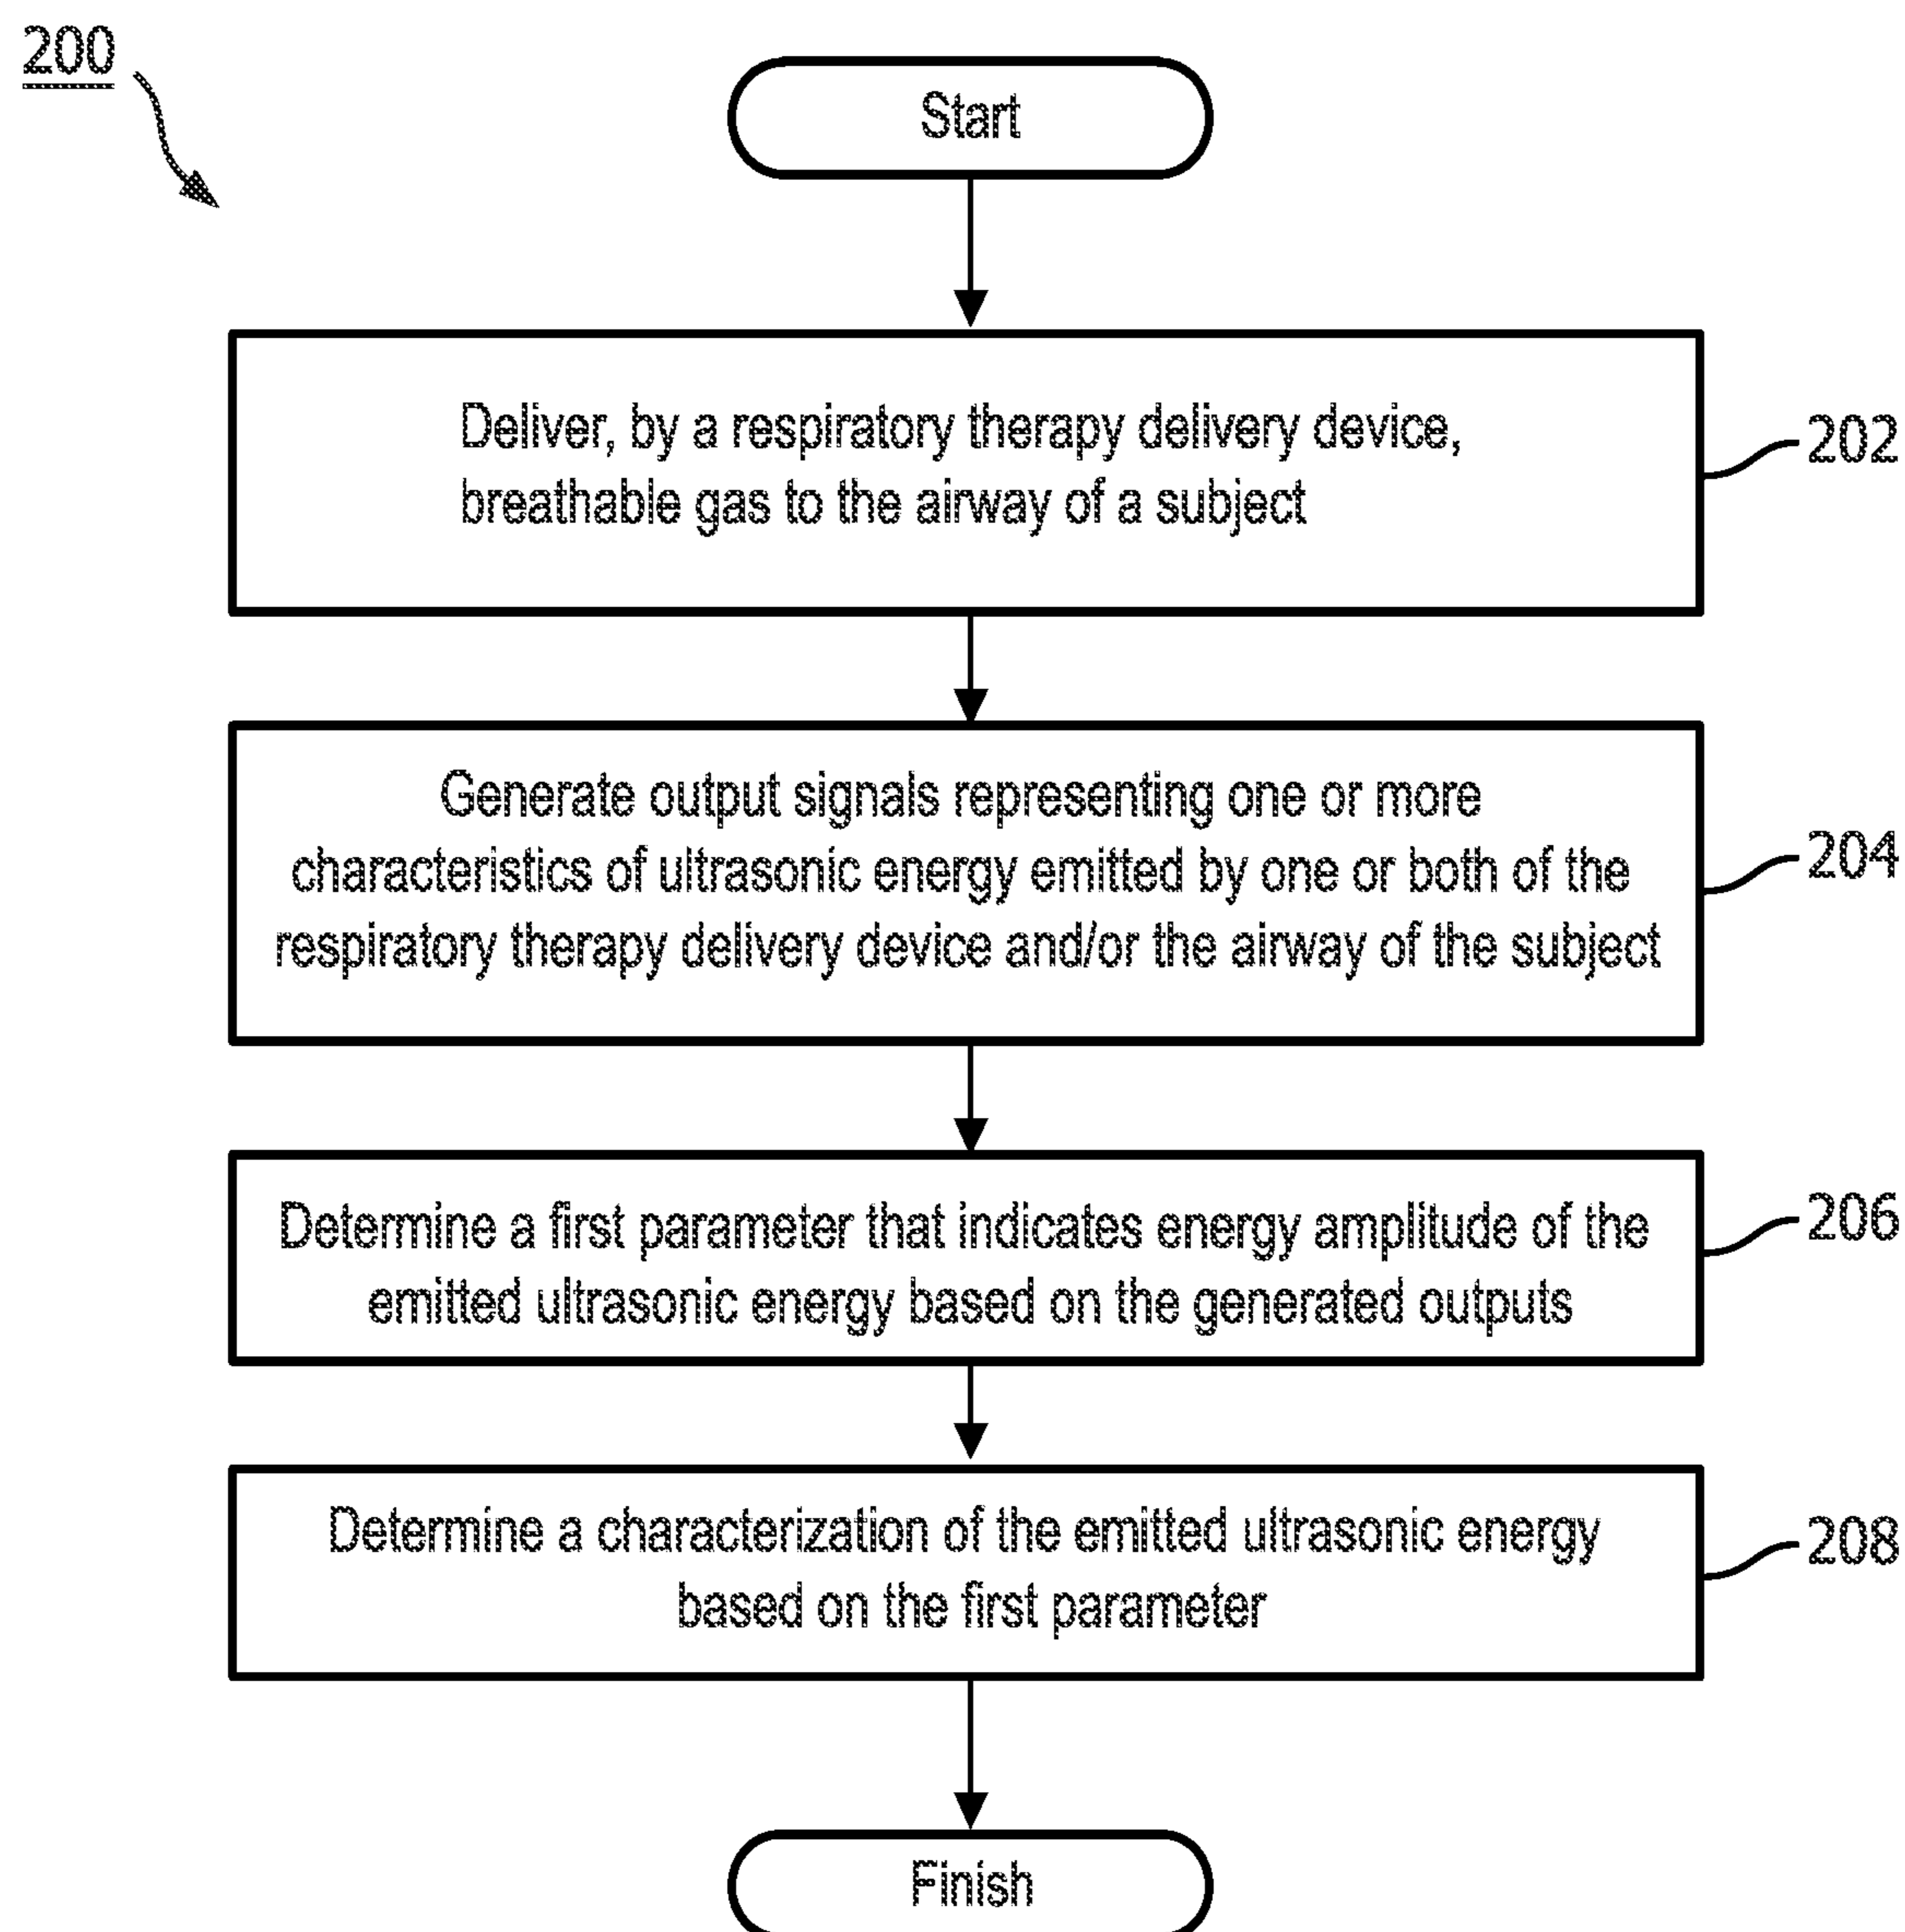 200
Start
Deliver, by a respiratory therapy delivery device,
breathable gas to the airway of a subject
202
Generate output signals representing one or more
characteristics of ultrasonic energy emitted by one or both of the
respiratory therapy delivery device and/or the airway of the subject
204
Determine a first parameter that indicates energy amplitude of the
emitted ultrasonic energy based on the generated outputs
206
Determine a characterization of the emitted ultrasonic energy
based on the first parameter
208
Finish